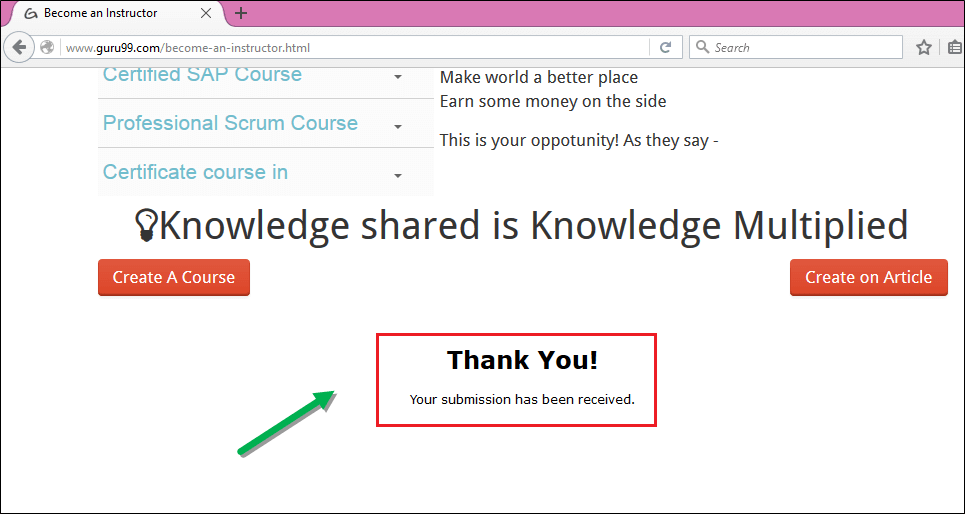 Become an Instructor
www.guru99.com/become-an-instructor.html
Search
Certified SAP Course
Professional Scrum Course
Certificate course in
Make world a better place
Earn some money on the side
This is your oppotunity! As they say -
Knowledge shared is Knowledge Multiplied
Create A Course
Create on Article
Thank You!
Your submission has been received.